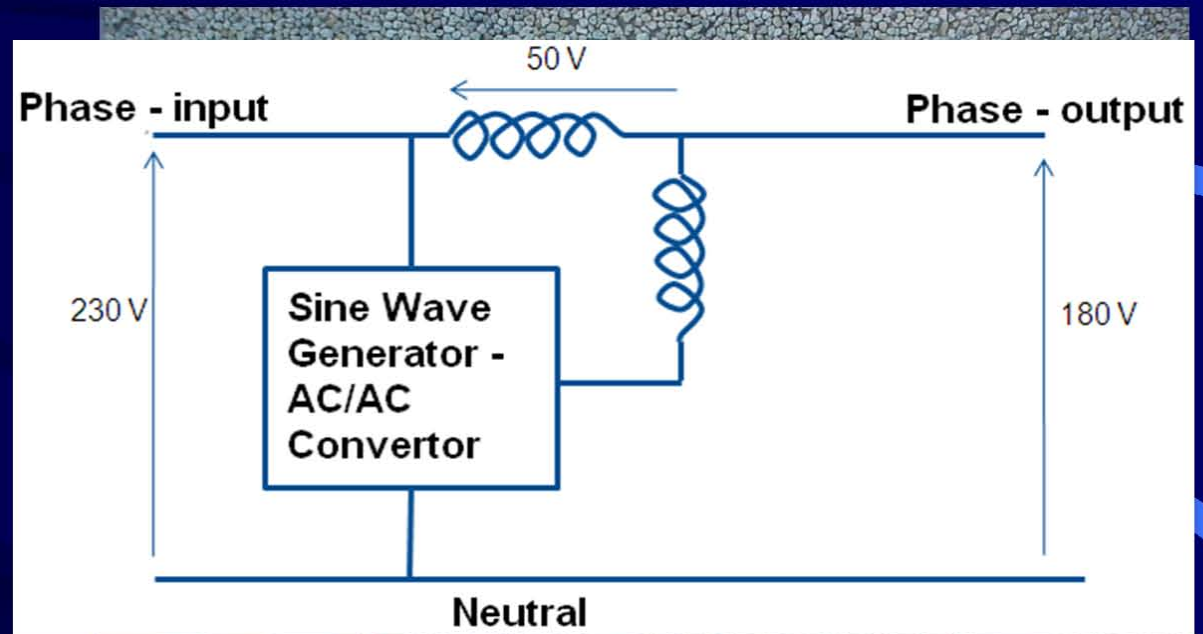 50 V
Phase - input
Phase - output
230 V
Sine Wave
Generator -
AC/AC
Convertor
180 V
Neutral